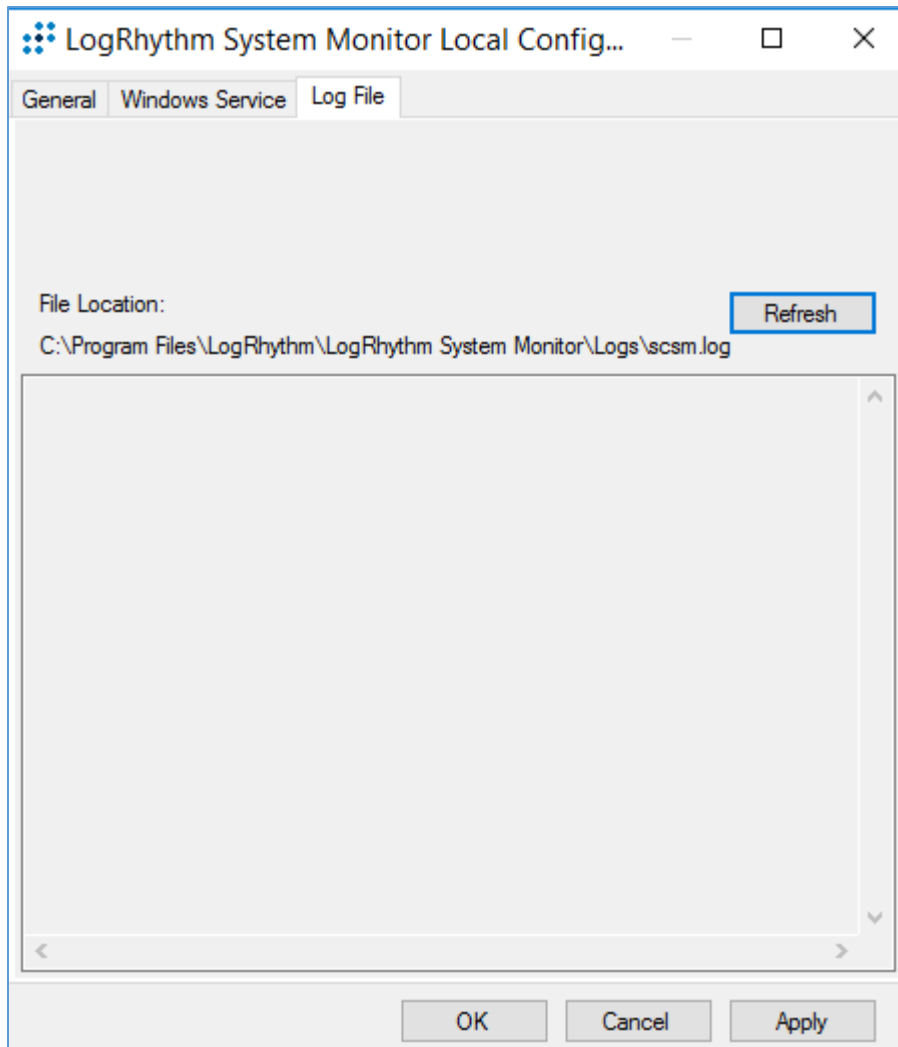 LogRhythm System Monitor Local Config...
General Windows Service Log File
File Location:
Refresh
C:\Program Files\LogRhythm\LogRhythm System Monitor\Logs\scsm.log
OK Cancel Apply